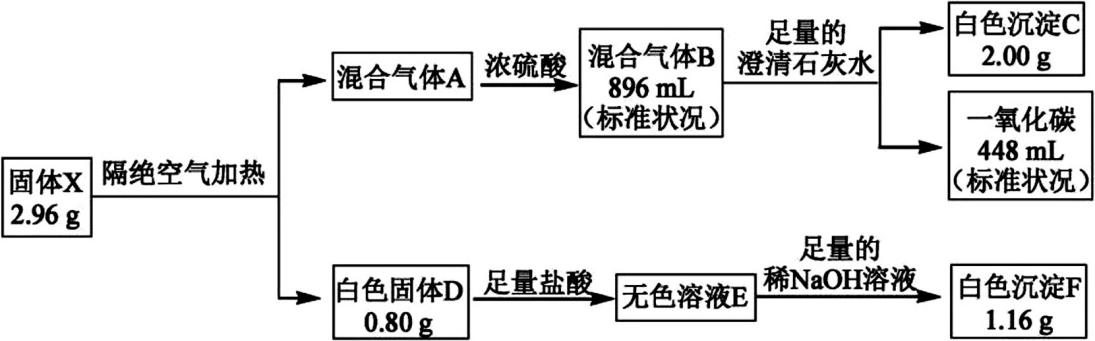 固体X
2.96 g
隔绝空气加热
混合气体A
浓硫酸
混合气体B
896 mL
（标准状况）
足量的
澄清石灰水
白色沉淀C
2.00 g
一氧化碳
448 mL
（标准状况）
白色固体D
0.80 g
足量盐酸
无色溶液E
足量的
稀NaOH溶液
白色沉淀F
1.16 g